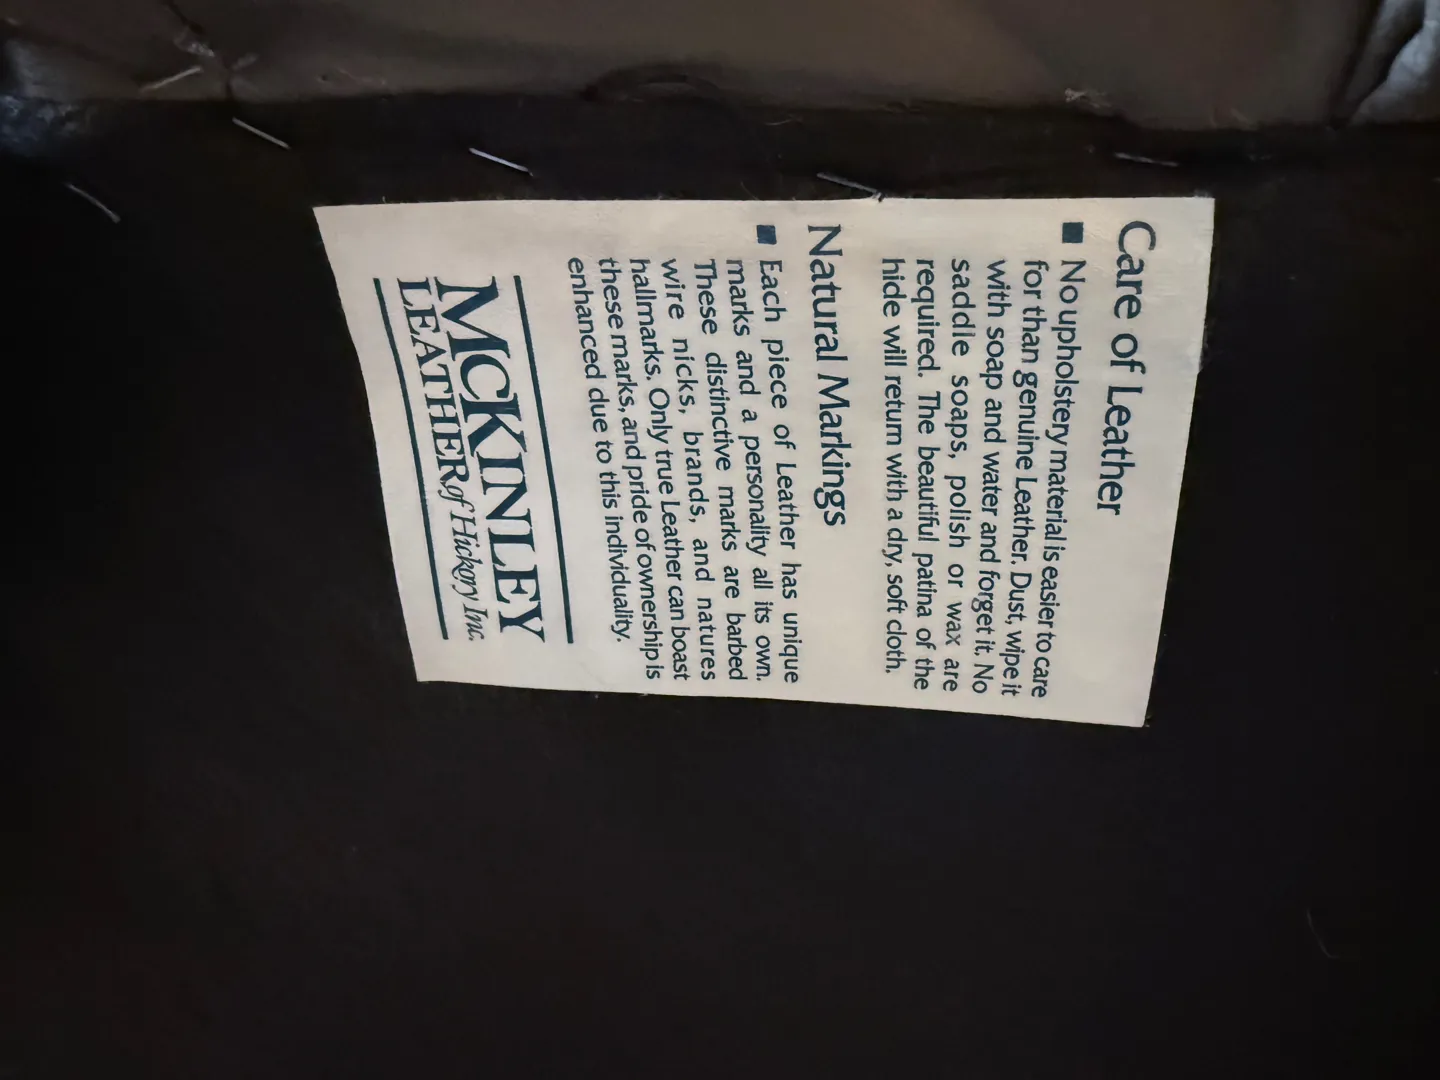 Care of Leather
■ No upholstery material is easier to care
for than genuine Leather. Dust, wipe it
with soap and water and forget it. No
saddle soaps, polish or wax are
required. The beautiful patina of the
hide will return with a dry, soft cloth.
Natural Markings
■ Each piece of Leather has unique
marks and a personality all its own.
These distinctive marks are barbed
wire nicks, brands, and natures
hallmarks. Only true Leather can boast
these marks, and pride of ownership is
enhanced due to this individuality.
MCKINLEY
LEATHER of Hickory Inc.